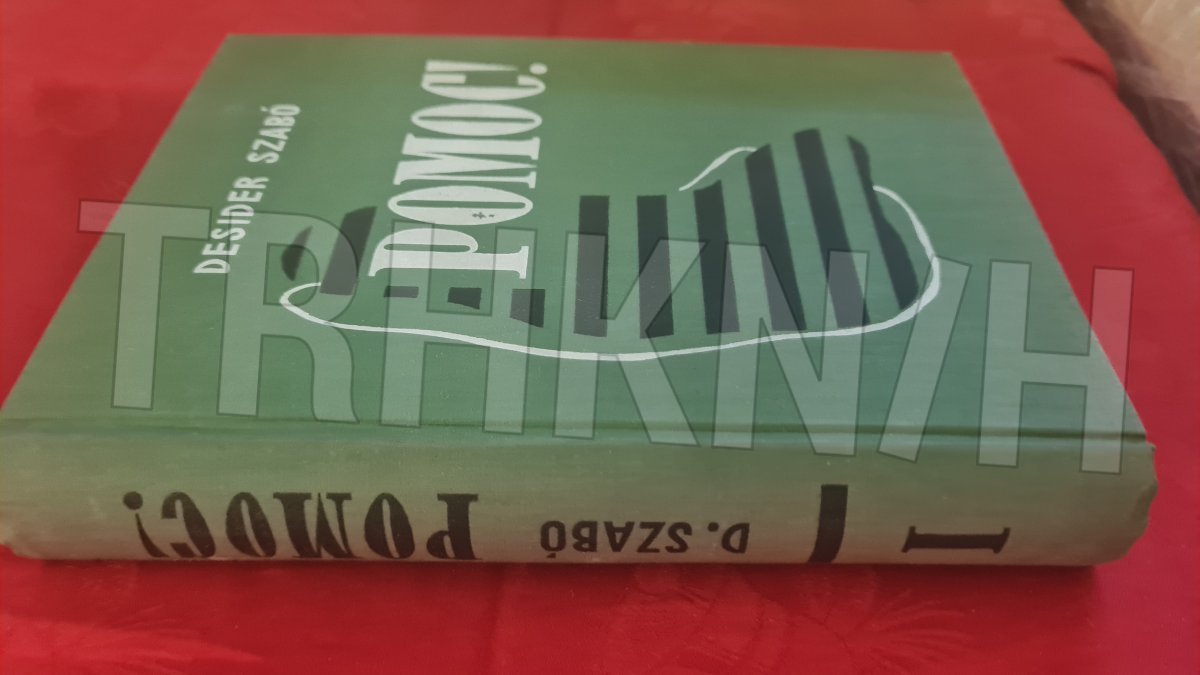 DESIDER SZABÓ
POMOC!
TRHKNIH
I
D. SZABÓ
POMOC!